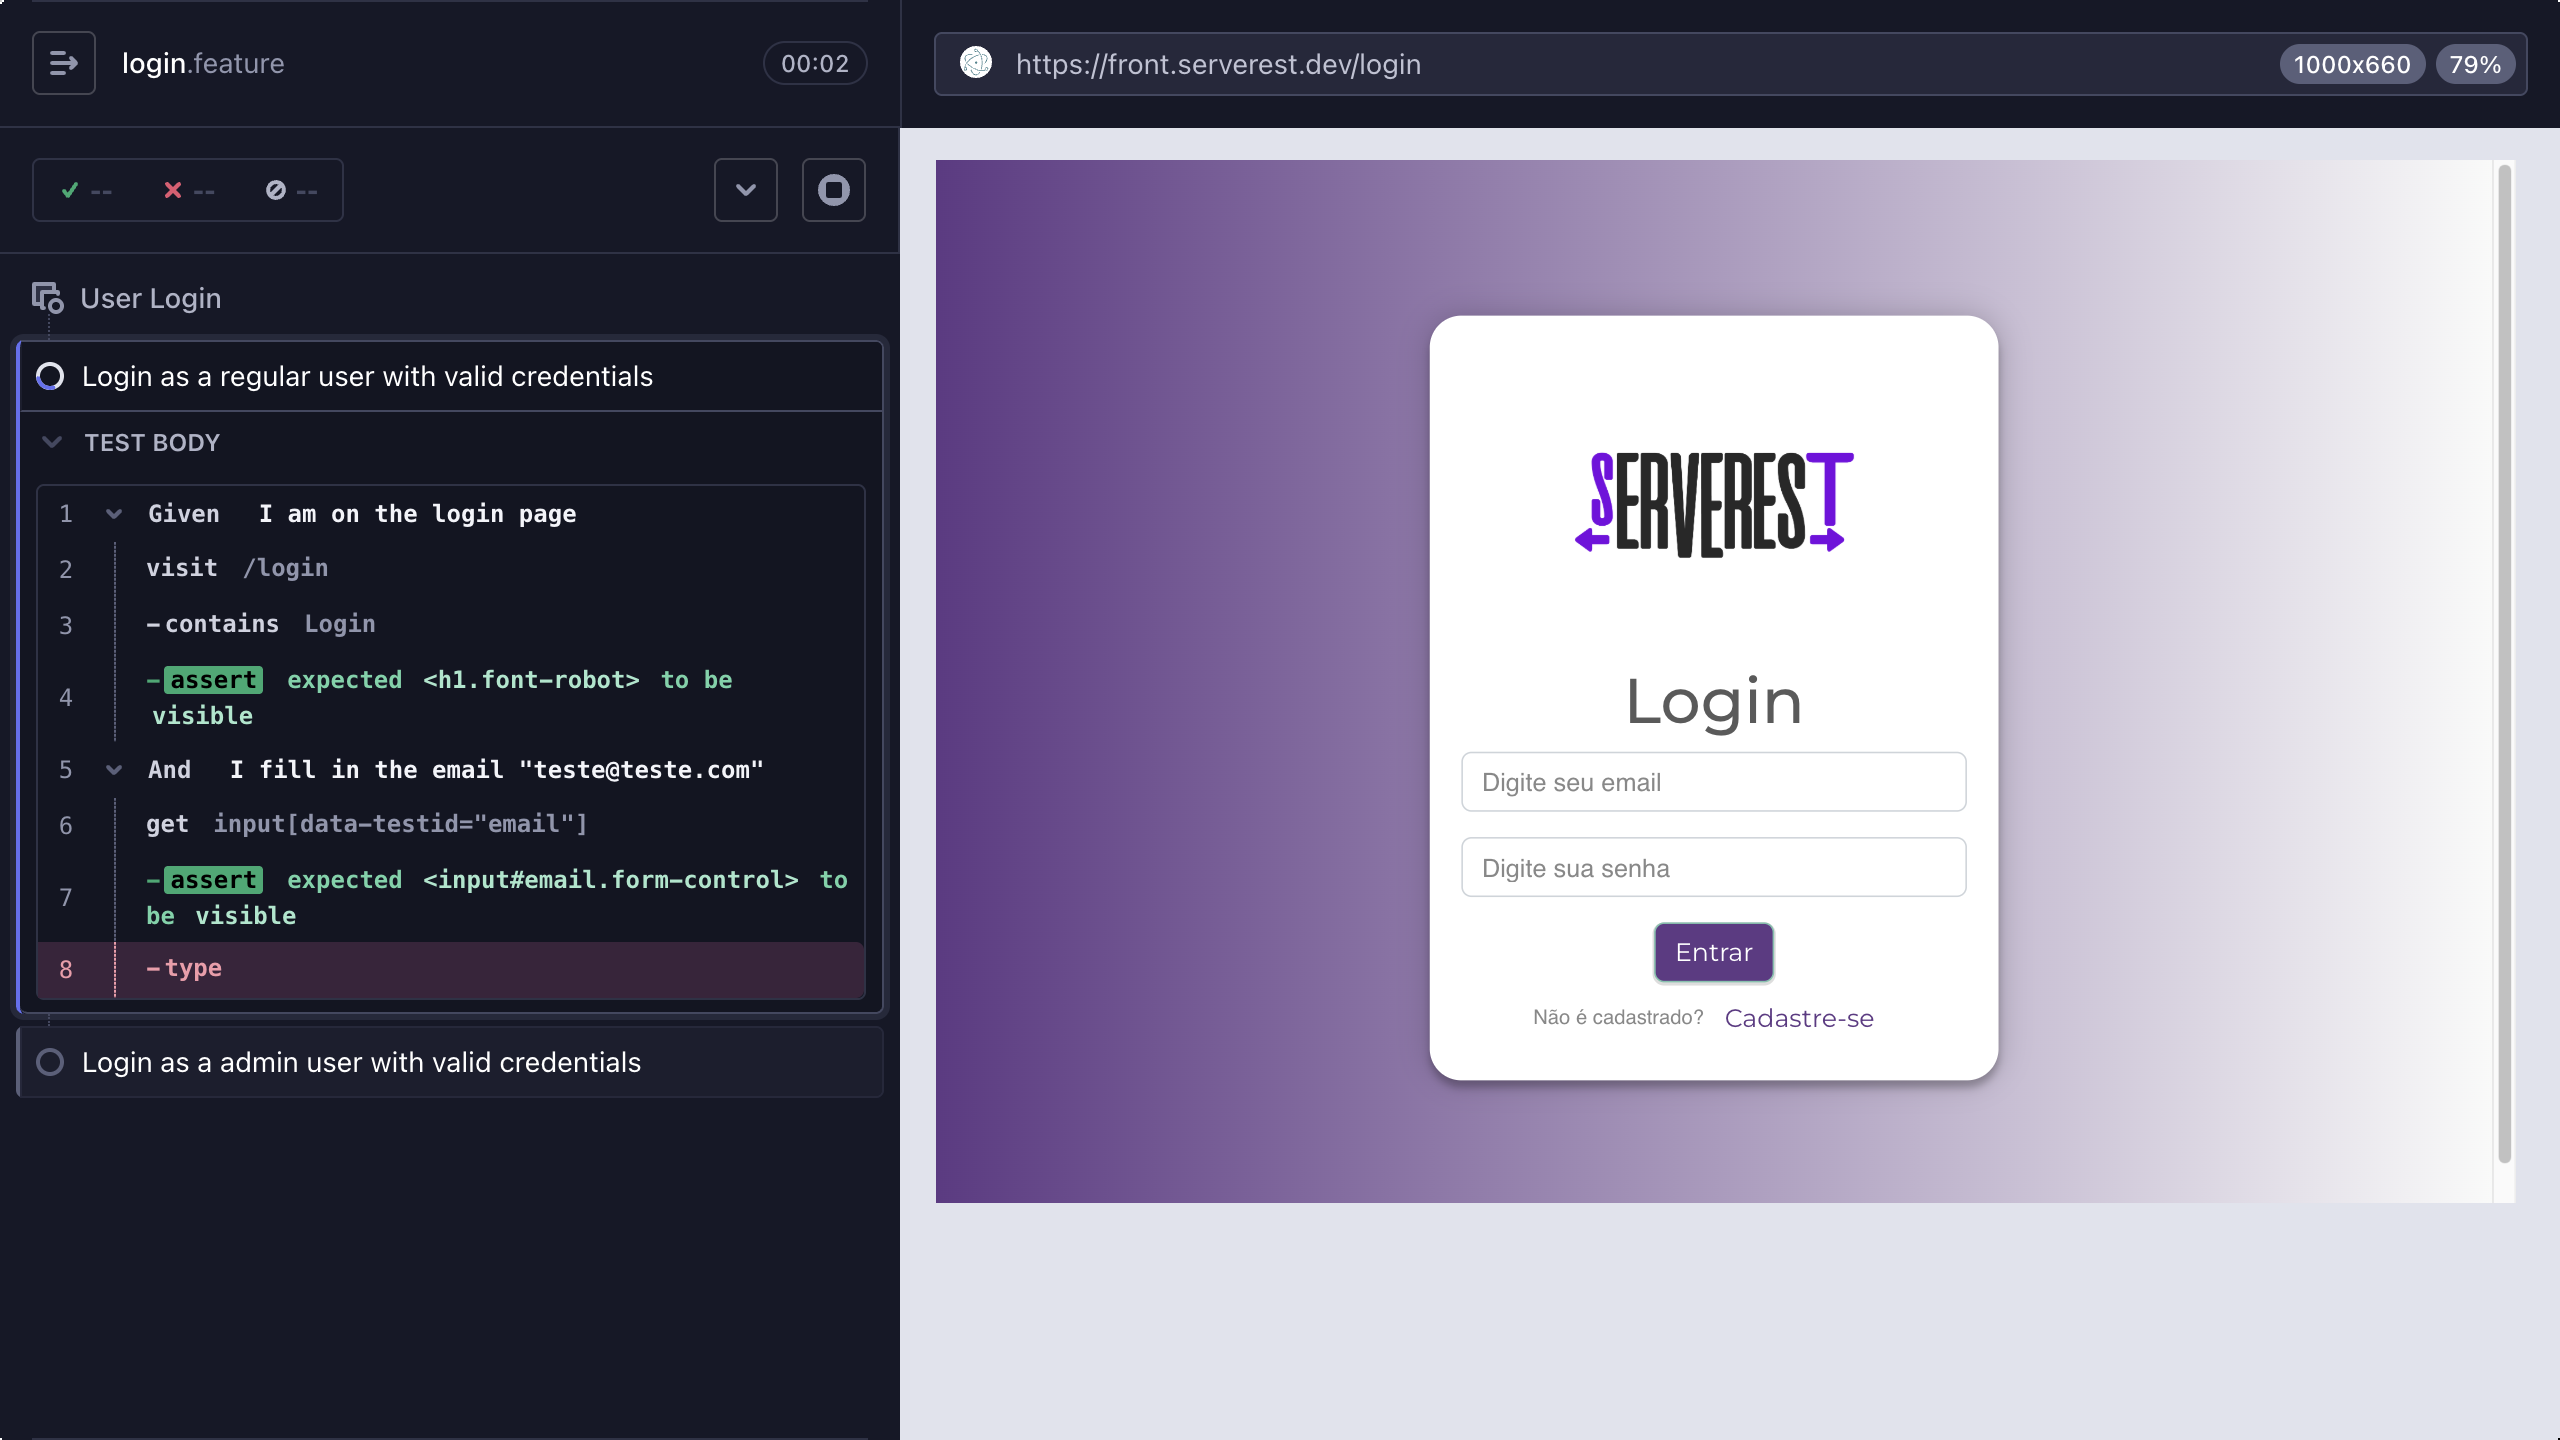 login.feature
00:02
-- -- --
User Login
Login as a regular user with valid credentials
TEST BODY
1 Given I am on the login page
2 visit /login
3 -contains Login
4 -assert expected <h1.font-robot> to be
visible
5 And I fill in the email "teste@teste.com"
6 get input[data-testid="email"]
7 -assert expected <input#email.form-control> to
be visible
8 -type
Login as a admin user with valid credentials
https://front.serverest.dev/login
1000x660 79%
SERVEREST
Login
Digite seu email
Digite sua senha
Entrar
Não é cadastrado? Cadastre-se